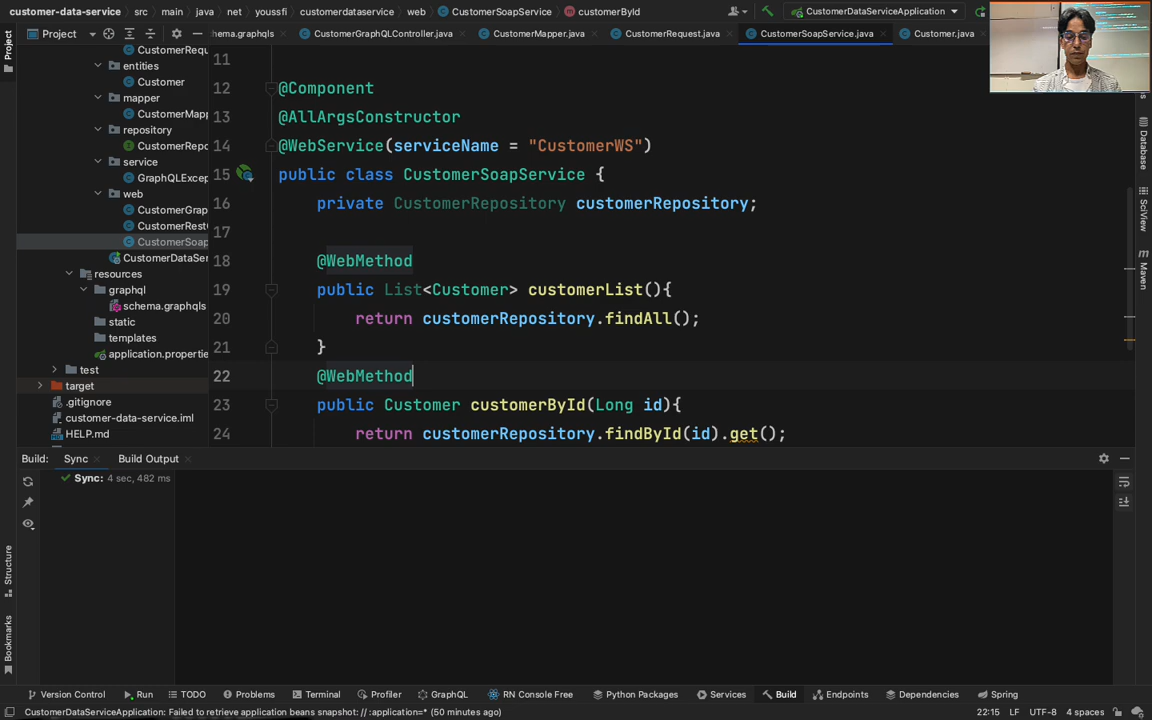 customer-data-service src main java net youssfi customerdataservice web CustomerSoapService customerById CustomerDataServiceApplication
Project hema.graphqls CustomerGraphQLController.java CustomerMapper.java CustomerRequest.java CustomerSoapService.java Customer.java
Project
CustomerRequ
entities
Customer
mapper
CustomerMapp
repository
CustomerRepo
service
GraphQLExcep
web
CustomerGrap
CustomerRest
CustomerSoap
CustomerDataSer
resources
graphql
schema.graphqls
static
templates
application.propertie
test
target
.gitignore
customer-data-service.iml
HELP.md
11
12 @Component
13 @AllArgsConstructor
14 @WebService(serviceName = "CustomerWS")
15 public class CustomerSoapService {
16 private CustomerRepository customerRepository;
17
18 @WebMethod
19 public List<Customer> customerList(){
20 return customerRepository.findAll();
21 }
22 @WebMethod
23 public Customer customerById(Long id){
24 return customerRepository.findById(id).get();
Database
SciView
Maven
Build: Sync Build Output
Sync: 4 sec, 482 ms
Structure
Bookmarks
Version Control Run TODO Problems Terminal Profiler GraphQL RN Console Free Python Packages Services Build Endpoints Dependencies Spring
CustomerDataServiceApplication: Failed to retrieve application beans snapshot: // :application=* (50 minutes ago) 22:15 LF UTF-8 4 spaces